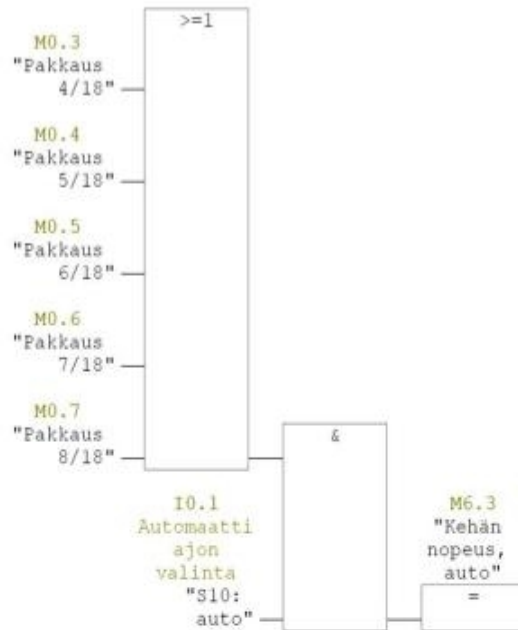 >=1
M0.3
"Pakkaus
4/18"
M0.4
"Pakkaus
5/18"
M0.5
"Pakkaus
6/18"
M0.6
"Pakkaus
7/18"
M0.7
"Pakkaus
8/18"
&
I0.1
Automaatti
ajon
valinta
"S10:
auto"
M6.3
"Kehän
nopeus,
auto"
=